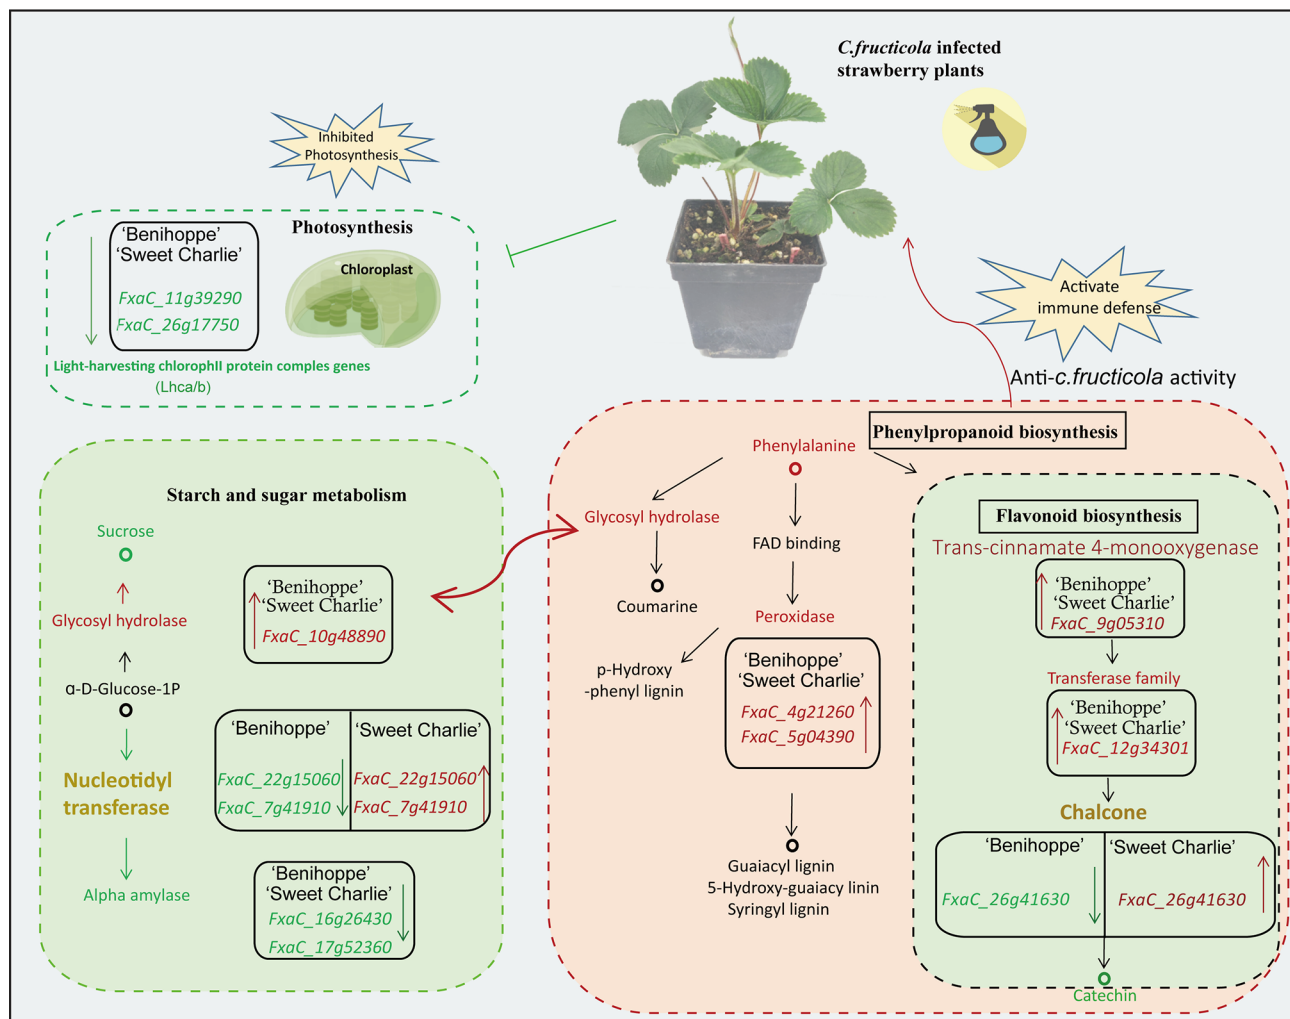 C.fructicola infected
strawberry plants
Inhibited
Photosynthesis
Photosynthesis
'Benihoppe'
'Sweet Charlie'
Chloroplast
FxaC_11g39290
FxaC_26g17750
Light-harvesting chlorophII protein complex genes
(Lhca/b)
Activate
immune defense
Anti-c.fructicola activity
Starch and sugar metabolism
Sucrose
Glycosyl hydrolase
'Benihoppe'
'Sweet Charlie'
FxaC_10g48890
α-D-Glucose-1P
Nucleotidyl
transferase
'Benihoppe'
'Sweet Charlie'
FxaC_22g15060
FxaC_22g15060
FxaC_7g41910
FxaC_7g41910
Alpha amylase
'Benihoppe'
'Sweet Charlie'
FxaC_16g26430
FxaC_17g52360
Phenylpropanoid biosynthesis
Phenylalanine
Glycosyl hydrolase
FAD binding
Coumarine
Peroxidase
p-Hydroxy
-phenyl lignin
'Benihoppe'
'Sweet Charlie'
FxaC_4g21260
FxaC_5g04390
Guaiacyl lignin
5-Hydroxy-guaiacy linin
Syringyl lignin
Flavonoid biosynthesis
Trans-cinnamate 4-monooxygenase
'Benihoppe'
'Sweet Charlie'
FxaC_9g05310
Transferase family
'Benihoppe'
'Sweet Charlie'
FxaC_12g34301
Chalcone
'Benihoppe'
'Sweet Charlie'
FxaC_26g41630
FxaC_26g41630
Catechin